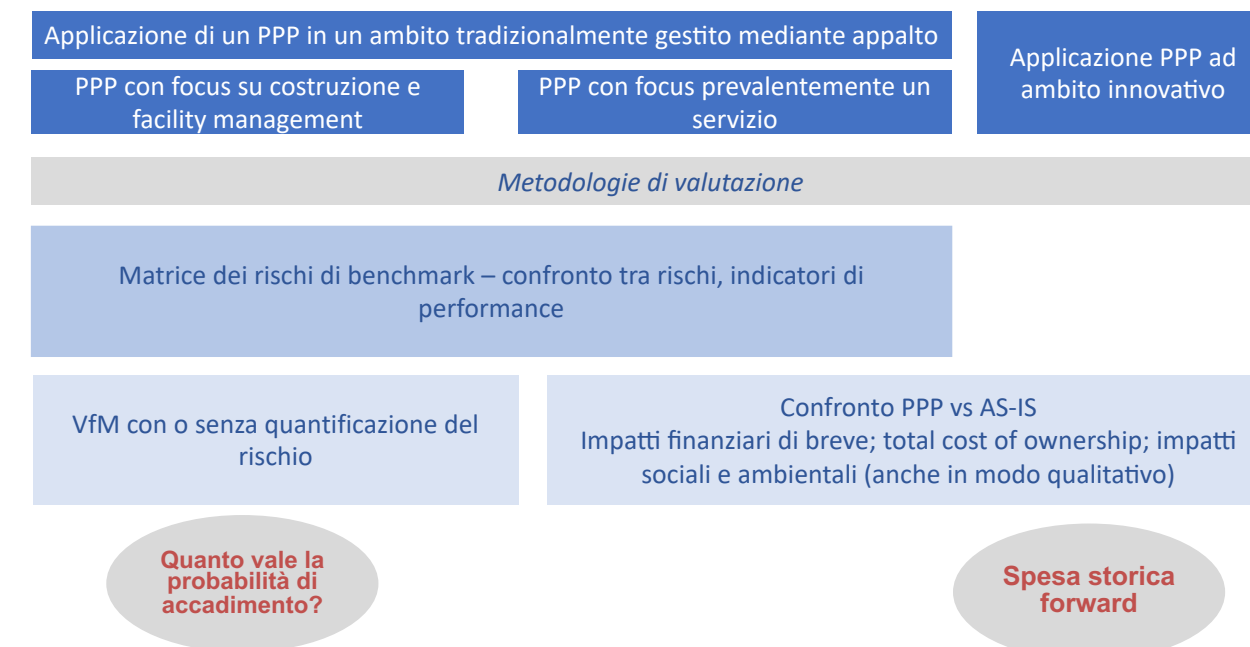 Applicazione di un PPP in un ambito tradizionalmente gestito mediante appalto
PPP con focus su costruzione e
facility management
PPP con focus prevalentemente un
servizio
Applicazione PPP ad
ambito innovativo
Metodologie di valutazione
Matrice dei rischi di benchmark – confronto tra rischi, indicatori di
performance
VfM con o senza quantificazione del
rischio
Confronto PPP vs AS-IS
Impatti finanziari di breve; total cost of ownership; impatti
sociali e ambientali (anche in modo qualitativo)
Quanto vale la
probabilità di
accadimento?
Spesa storica
forward